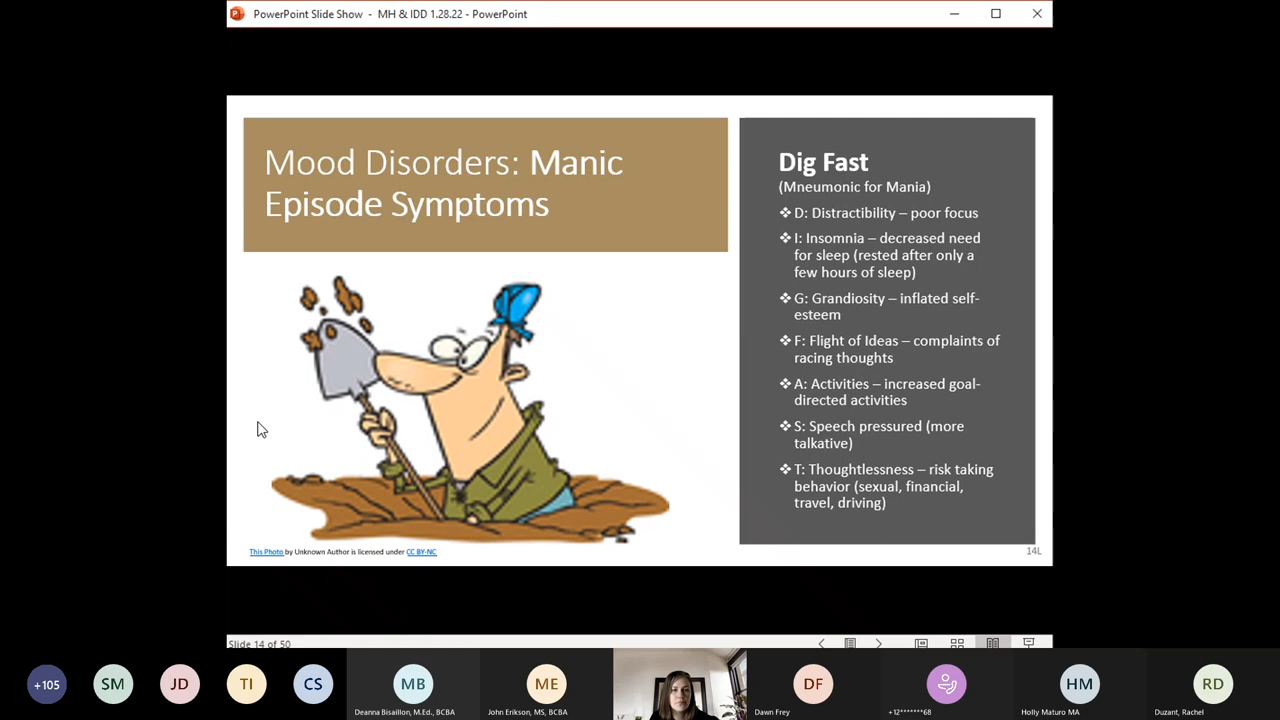 PowerPoint Slide Show - MH & IDD 1.28.22 - PowerPoint
Mood Disorders: Manic
Episode Symptoms
Dig Fast
(Mneumonic for Mania)
❖ D: Distractibility – poor focus
❖ I: Insomnia – decreased need
for sleep (rested after only a
few hours of sleep)
❖ G: Grandiosity – inflated self-
esteem
❖ F: Flight of Ideas – complaints of
racing thoughts
❖ A: Activities – increased goal-
directed activities
❖ S: Speech pressured (more
talkative)
❖ T: Thoughtlessness – risk taking
behavior (sexual, financial,
travel, driving)
This Photo by Unknown Author is licensed under CC BY-NC
14L
Slide 14 of 50
+105
SM
JD
TI
CS
MB
ME
DF
HM
RD
Deanna Bisaillon, M.Ed., BCBA
John Erikson, MS, BCBA
Dawn Frey
+12*******68
Holly Maturo MA
Duzant, Rachel